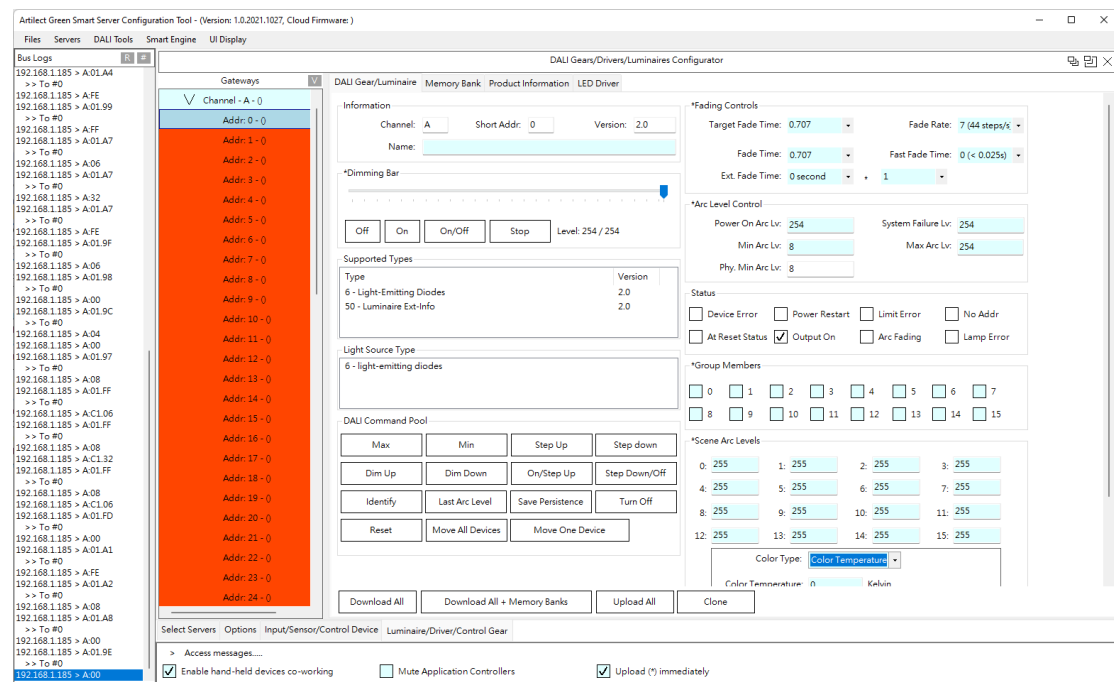 Artilect Green Smart Server Configuration Tool - (Version: 1.0.2021.1027, Cloud Firmware: )
Files Servers DALI Tools Smart Engine UI Display
Bus Logs R #
192.168.1.185 > A:01.A4
>> To #0
192.168.1.185 > A:FE
192.168.1.185 > A:01.99
>> To #0
192.168.1.185 > A:FF
192.168.1.185 > A:01.A7
>> To #0
192.168.1.185 > A:06
192.168.1.185 > A:01.A7
>> To #0
192.168.1.185 > A:32
192.168.1.185 > A:01.A7
>> To #0
192.168.1.185 > A:FE
192.168.1.185 > A:01.9F
>> To #0
192.168.1.185 > A:06
192.168.1.185 > A:01.98
>> To #0
192.168.1.185 > A:00
192.168.1.185 > A:01.9C
>> To #0
192.168.1.185 > A:04
192.168.1.185 > A:00
192.168.1.185 > A:01.97
>> To #0
192.168.1.185 > A:08
192.168.1.185 > A:01.FF
>> To #0
192.168.1.185 > A:C1.06
192.168.1.185 > A:01.FF
>> To #0
192.168.1.185 > A:08
192.168.1.185 > A:C1.32
192.168.1.185 > A:01.FF
>> To #0
192.168.1.185 > A:08
192.168.1.185 > A:C1.06
192.168.1.185 > A:01.FD
>> To #0
192.168.1.185 > A:00
192.168.1.185 > A:01.A1
>> To #0
192.168.1.185 > A:FE
192.168.1.185 > A:01.A2
>> To #0
192.168.1.185 > A:08
192.168.1.185 > A:01.A8
>> To #0
192.168.1.185 > A:00
192.168.1.185 > A:01.9E
>> To #0
192.168.1.185 > A:00
DALI Gears/Drivers/Luminaires Configurator
Gateways V
Channel - A - ()
Addr: 0 - ()
Addr: 1 - ()
Addr: 2 - ()
Addr: 3 - ()
Addr: 4 - ()
Addr: 5 - ()
Addr: 6 - ()
Addr: 7 - ()
Addr: 8 - ()
Addr: 9 - ()
Addr: 10 - ()
Addr: 11 - ()
Addr: 12 - ()
Addr: 13 - ()
Addr: 14 - ()
Addr: 15 - ()
Addr: 16 - ()
Addr: 17 - ()
Addr: 18 - ()
Addr: 19 - ()
Addr: 20 - ()
Addr: 21 - ()
Addr: 22 - ()
Addr: 23 - ()
Addr: 24 - ()
DALI Gear/Luminaire Memory Bank Product Information LED Driver
Information
Channel: A Short Addr: 0 Version: 2.0
Name:
*Dimming Bar
Off On On/Off Stop Level: 254 / 254
Supported Types
Type Version
6 - Light-Emitting Diodes 2.0
50 - Luminaire Ext-Info 2.0
Light Source Type
6 - light-emitting diodes
DALI Command Pool
Max Min Step Up Step down
Dim Up Dim Down On/Step Up Step Down/Off
Identify Last Arc Level Save Persistence Turn Off
Reset Move All Devices Move One Device
*Fading Controls
Target Fade Time: 0.707 Fade Rate: 7 (44 steps/s
Fade Time: 0.707 Fast Fade Time: 0 (< 0.025s)
Ext. Fade Time: 0 second , 1
*Arc Level Control
Power On Arc Lv: 254 System Failure Lv: 254
Min Arc Lv: 8 Max Arc Lv: 254
Phy. Min Arc Lv: 8
Status
Device Error Power Restart Limit Error No Addr
At Reset Status Output On Arc Fading Lamp Error
*Group Members
0 1 2 3 4 5 6 7
8 9 10 11 12 13 14 15
*Scene Arc Levels
0: 255 1: 255 2: 255 3: 255
4: 255 5: 255 6: 255 7: 255
8: 255 9: 255 10: 255 11: 255
12: 255 13: 255 14: 255 15: 255
Color Type: Color Temperature
Color Temperature: 0 Kelvin
Download All Download All + Memory Banks Upload All Clone
Select Servers Options Input/Sensor/Control Device Luminaire/Driver/Control Gear
> Access messages.....
Enable hand-held devices co-working Mute Application Controllers Upload (*) immediately